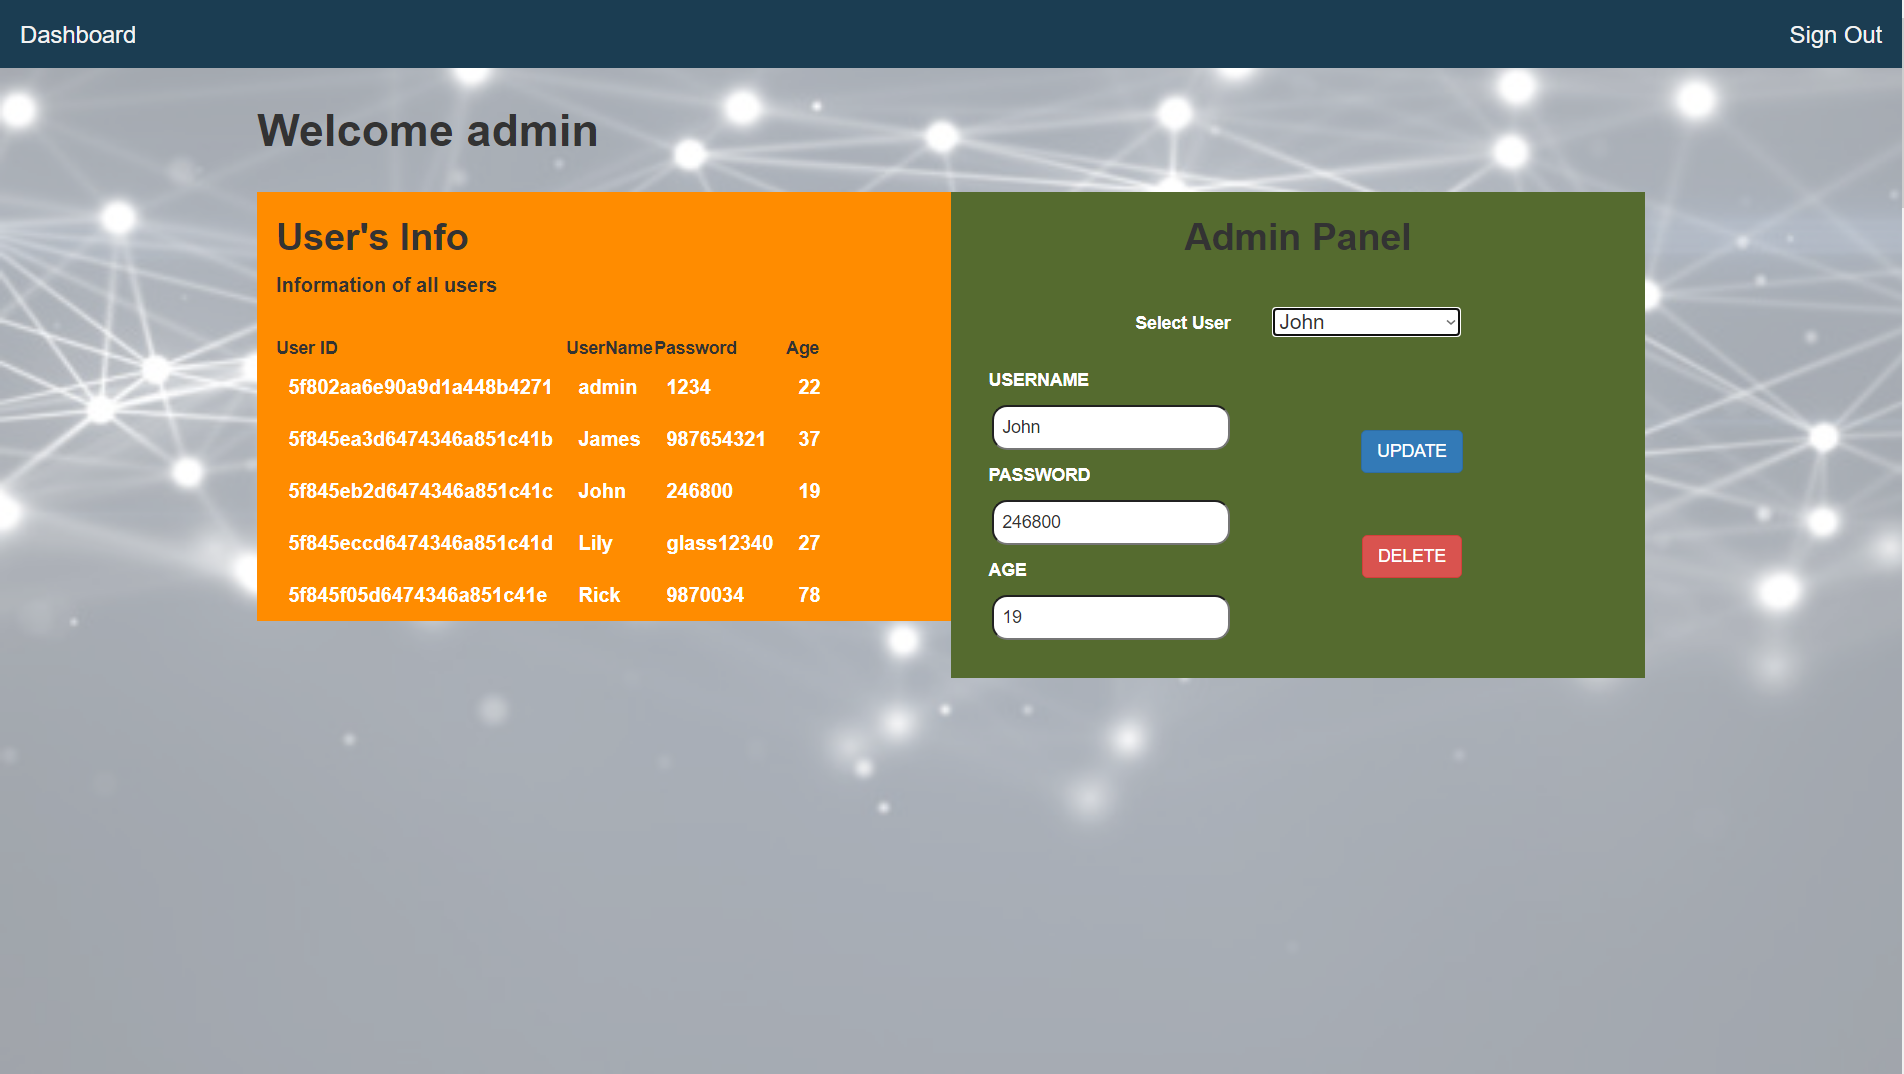 Dashboard
Sign Out
Welcome admin
User's Info
Information of all users
User ID UserName Password Age
5f802aa6e90a9d1a448b4271 admin 1234 22
5f845ea3d6474346a851c41b James 987654321 37
5f845eb2d6474346a851c41c John 246800 19
5f845eccd6474346a851c41d Lily glass12340 27
5f845f05d6474346a851c41e Rick 9870034 78
Admin Panel
Select User John
USERNAME
John
PASSWORD
246800
AGE
19
UPDATE
DELETE